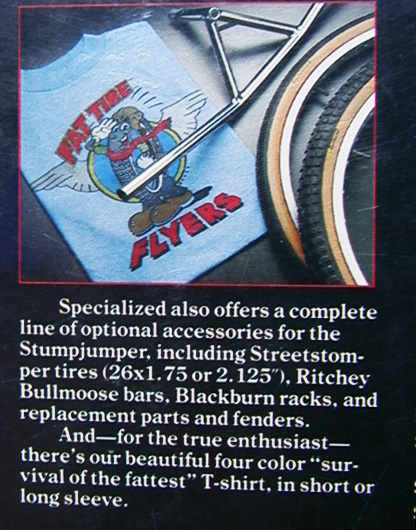 FAT TIRE
FLYERS
Specialized also offers a complete
line of optional accessories for the
Stumpjumper, including Streetstom-
per tires (26x1.75 or 2.125″), Ritchey
Bullmoose bars, Blackburn racks, and
replacement parts and fenders.
And—for the true enthusiast—
there's our beautiful four color “sur-
vival of the fattest” T-shirt, in short or
long sleeve.